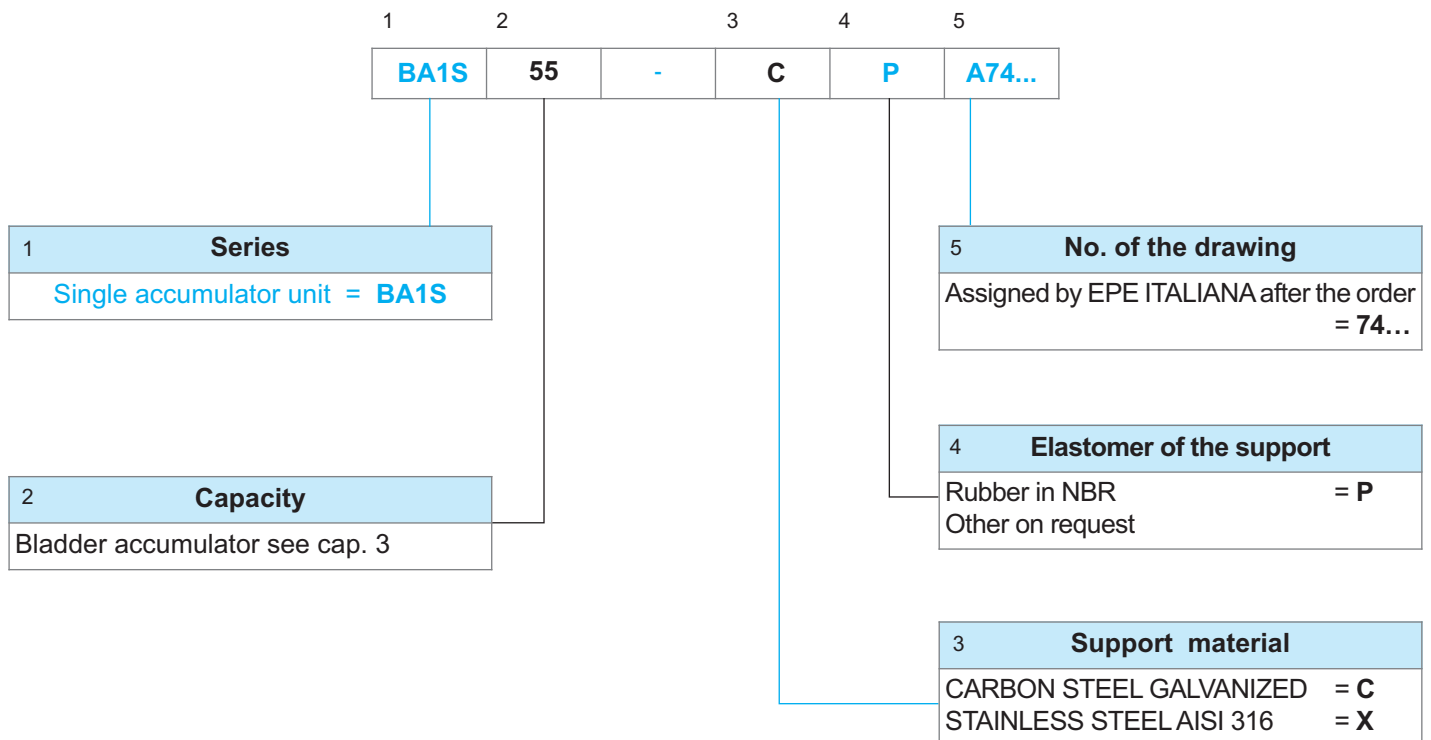 1 2 3 4 5
BA1S 55 - C P A74...
1 Series
Single accumulator unit = BA1S
5 No. of the drawing
Assigned by EPE ITALIANA after the order
= 74…
4 Elastomer of the support
Rubber in NBR = P
Other on request
2 Capacity
Bladder accumulator see cap. 3
3 Support material
CARBON STEEL GALVANIZED = C
STAINLESS STEEL AISI 316 = X